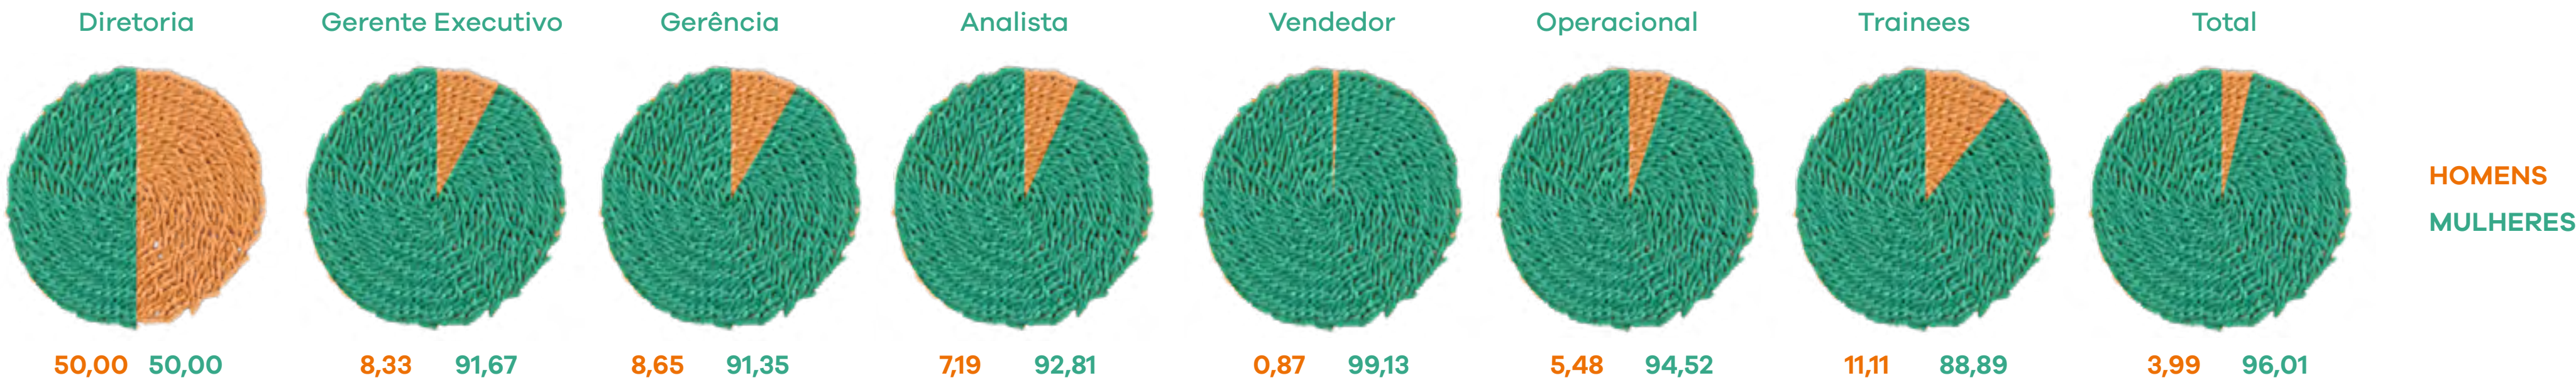 Diretoria
Gerente Executivo
Gerência
Analista
Vendedor
Operacional
Trainees
Total
HOMENS
MULHERES
50,00 50,00
8,33 91,67
8,65 91,35
7,19 92,81
0,87 99,13
5,48 94,52
11,11 88,89
3,99 96,01